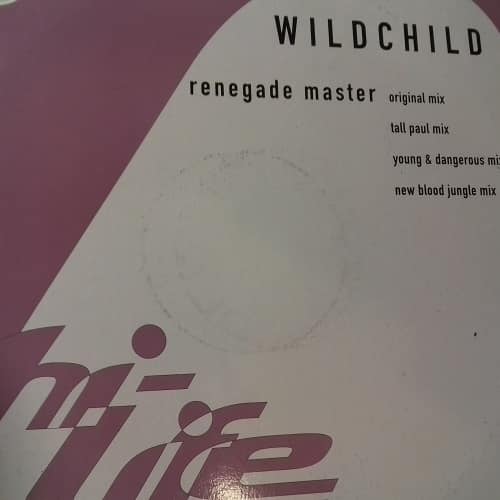 WILDCHILD
renegade master original mix
tall paul mix
young & dangerous mi
new blood jungle mix
hi-
life